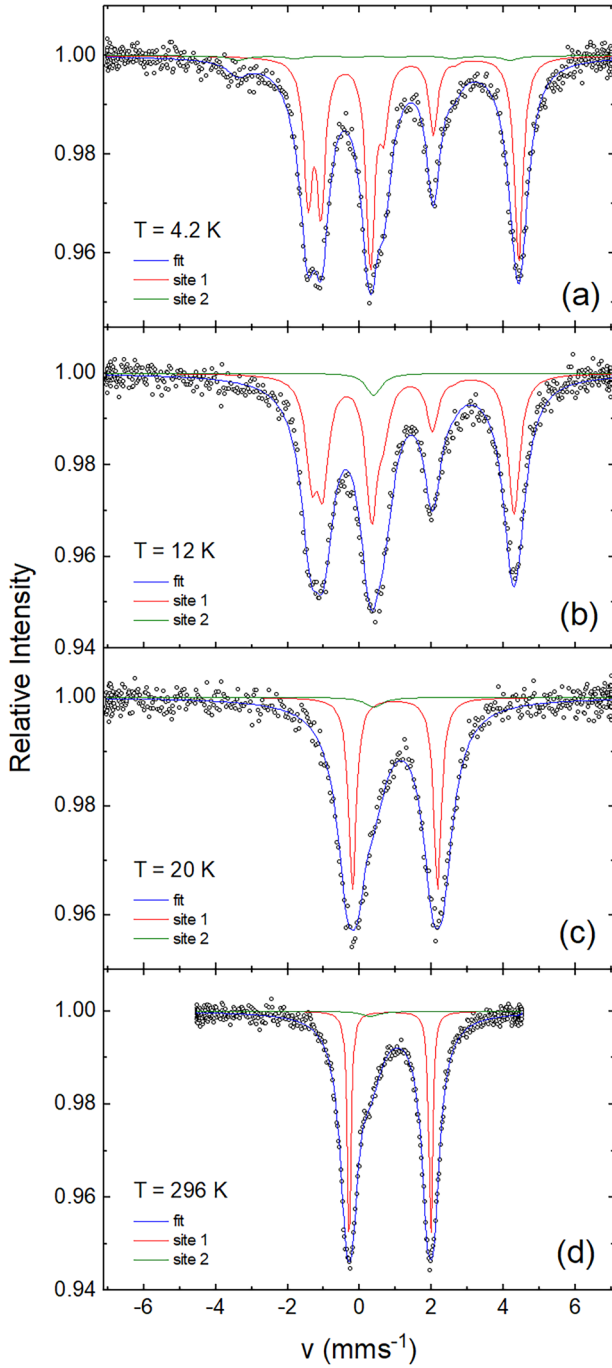 1.00
0.98
0.96
T = 4.2 K
fit
site 1
site 2
(a)
1.00
0.98
0.96
0.94
T = 12 K
fit
site 1
site 2
(b)
Relative Intensity
1.00
0.98
0.96
T = 20 K
fit
site 1
site 2
(c)
1.00
0.98
0.96
0.94
T = 296 K
fit
site 1
site 2
(d)
-6 -4 -2 0 2 4 6
v (mms⁻¹)